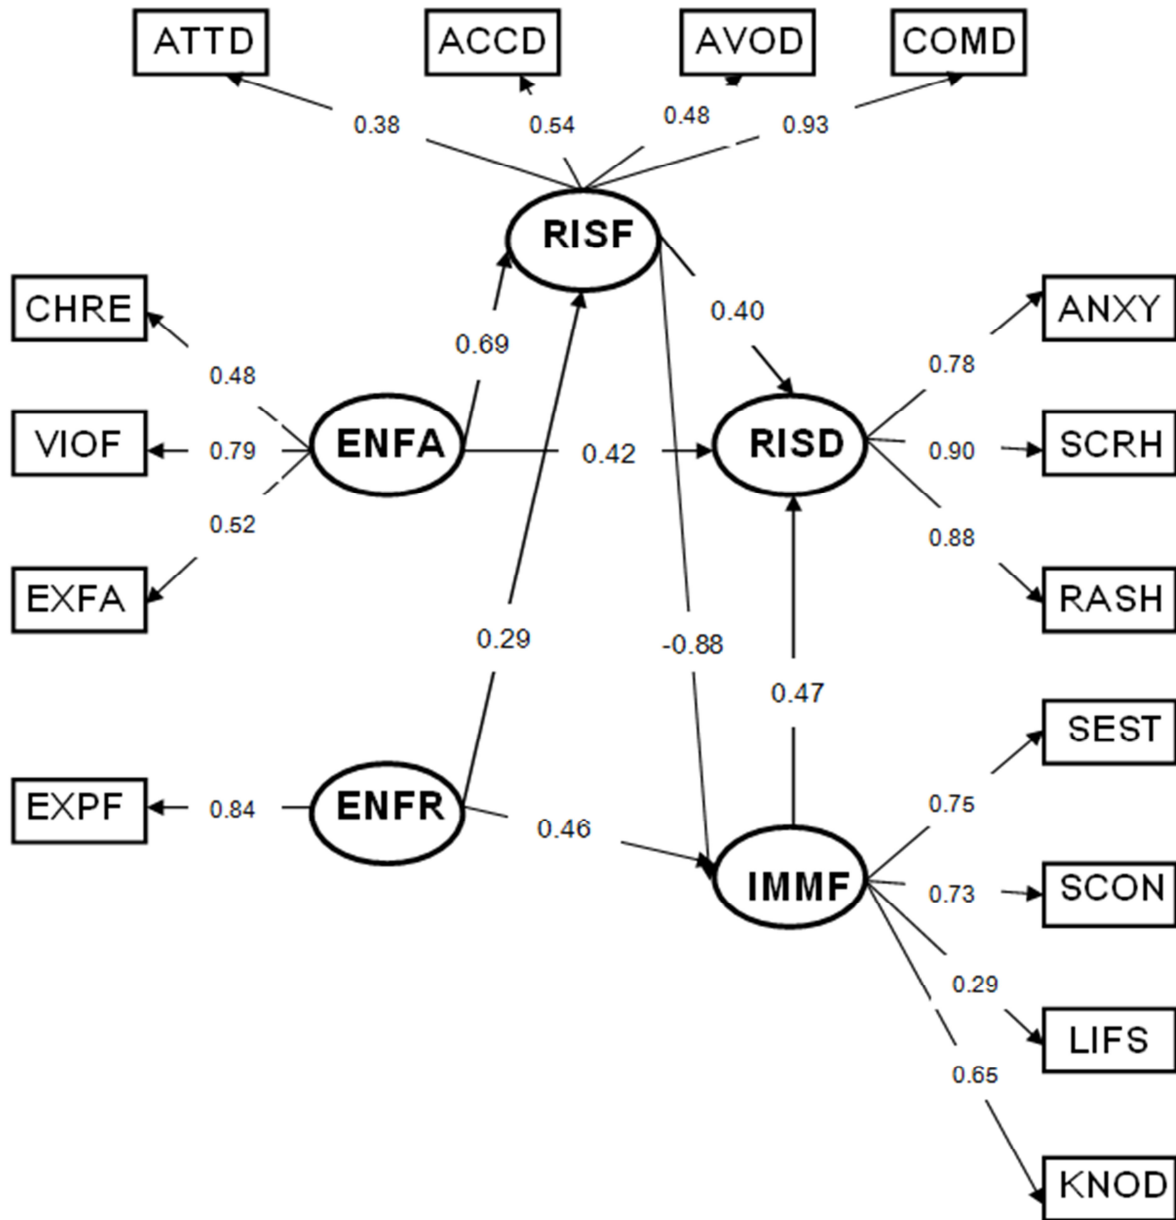 ATTD ACCD AVOD COMD
0.38 0.54 0.48 0.93
RISF
CHRE ANXY
0.40
0.69
0.48 0.78
VIOF 0.79 ENFA 0.42 RISD 0.90 SCRH
0.52 0.88
EXFA RASH
0.29 -0.88
0.47
SEST
EXPF 0.84 ENFR 0.46 0.75
IMMF 0.73 SCON
0.29
LIFS
0.65
KNOD